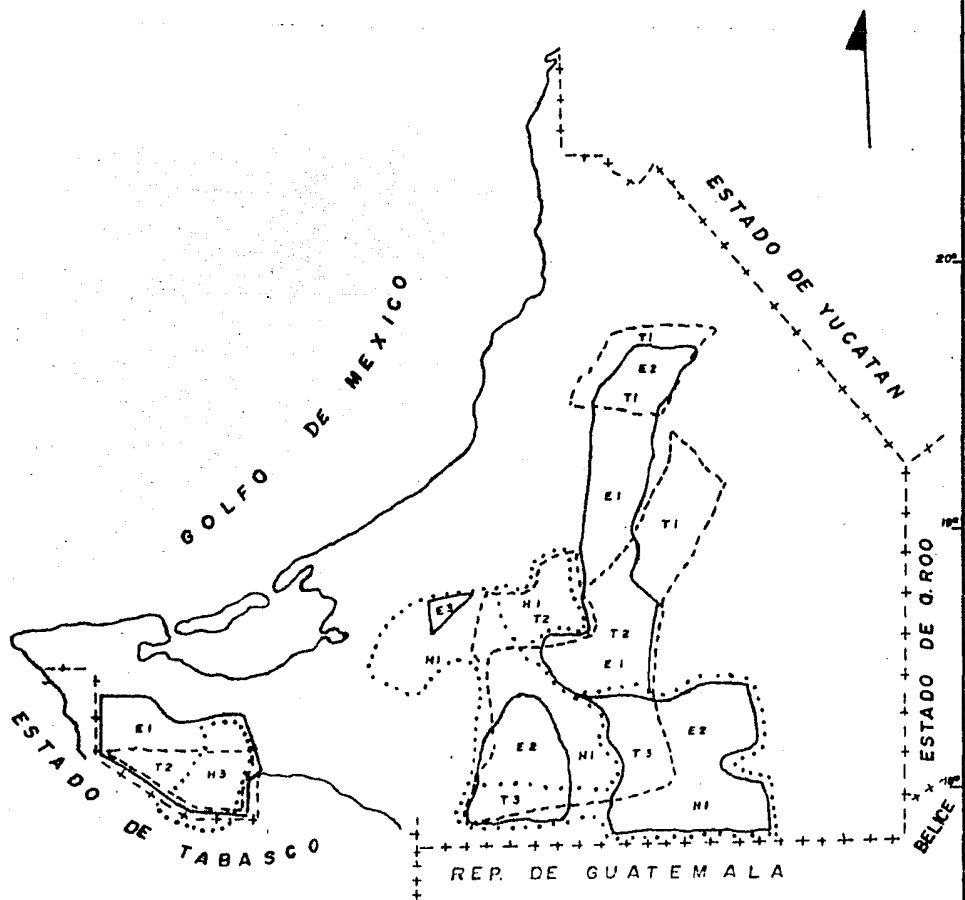 ESTADO DE YUCATAN
20°
GOLFO DE MEXICO
T1
E2
T1
E1
T1
19°
ESTADO DE Q.ROO
E3
H1
T2
H1
T2
E1
ESTADO DE TABASCO
E1
T2
H3
E2
H1
T3
E2
T3
H1
BELICE
REP. DE GUATEMALA